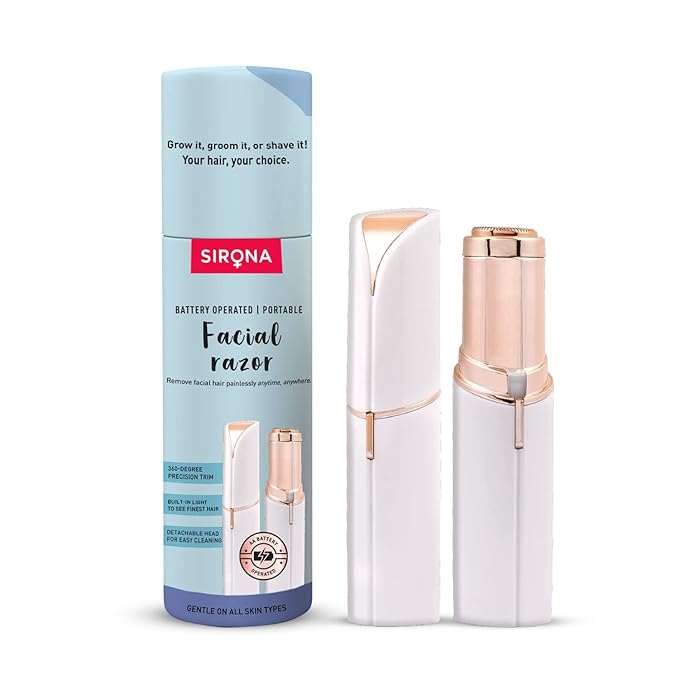 Grow it, groom it, or shave it!
Your hair, your choice.
SIRONA
BATTERY OPERATED | PORTABLE
Facial
razor
Remove facial hair painlessly anytime, anywhere.
360-DEGREE
PRECISION TRIM
BUILT-IN LIGHT
TO SEE FINEST HAIR
DETACHABLE HEAD
FOR EASY CLEANING
AA BATTERY
OPERATED
GENTLE ON ALL SKIN TYPES